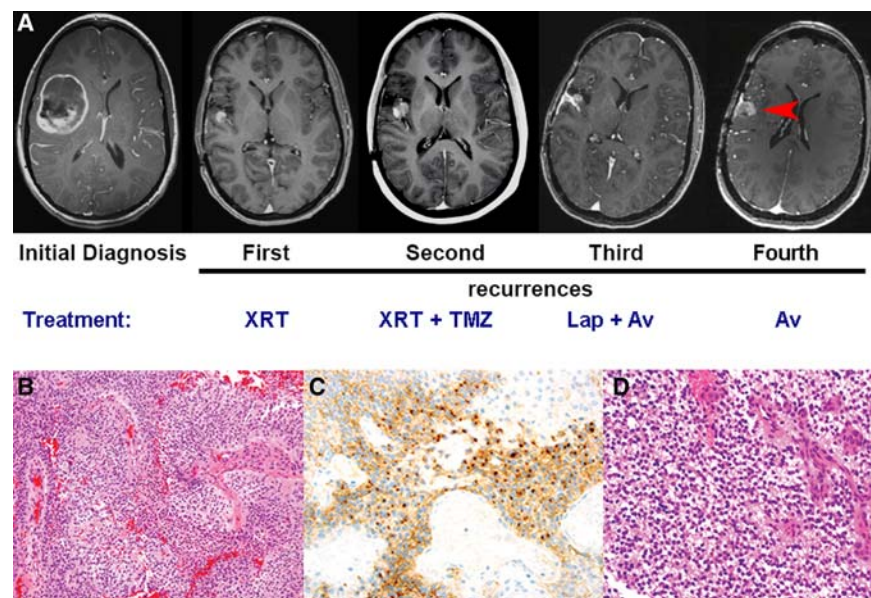 A
Initial Diagnosis First Second Third Fourth
recurrences
Treatment: XRT XRT + TMZ Lap + Av Av
B C D